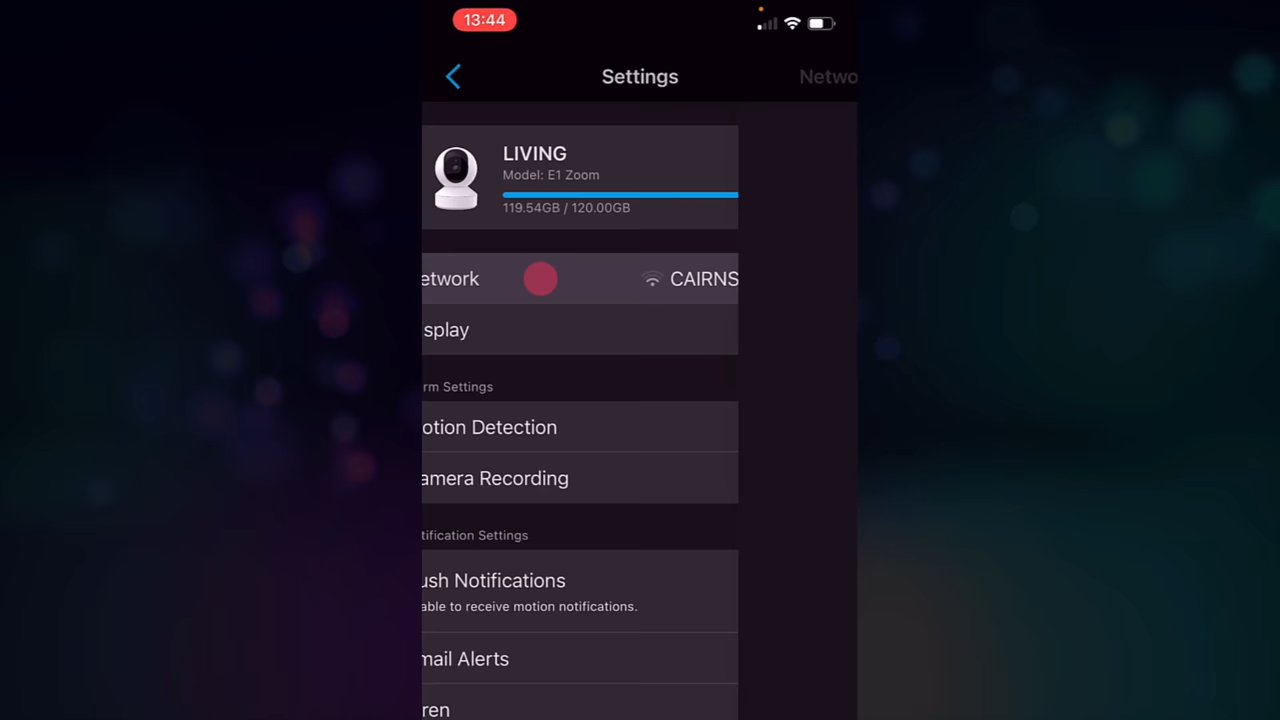 13:44
Settings
Netwo
LIVING
Model: E1 Zoom
119.54GB / 120.00GB
etwork
CAIRNS
splay
rm Settings
otion Detection
amera Recording
tification Settings
ush Notifications
able to receive motion notifications.
mail Alerts
ren